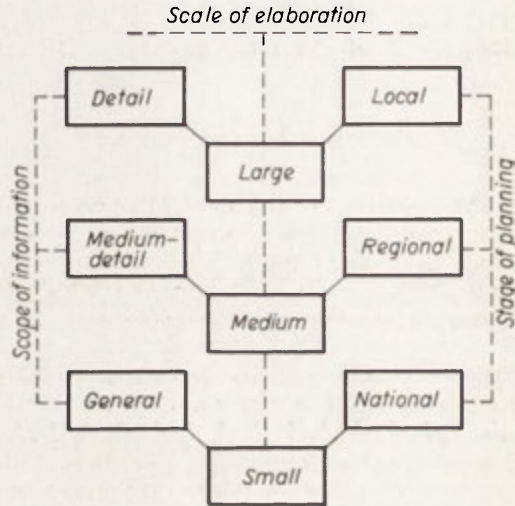 Scale of elaboration
Detail
Local
Large
Scope of information
Stage of planning
Medium-
detail
Regional
Medium
General
National
Small